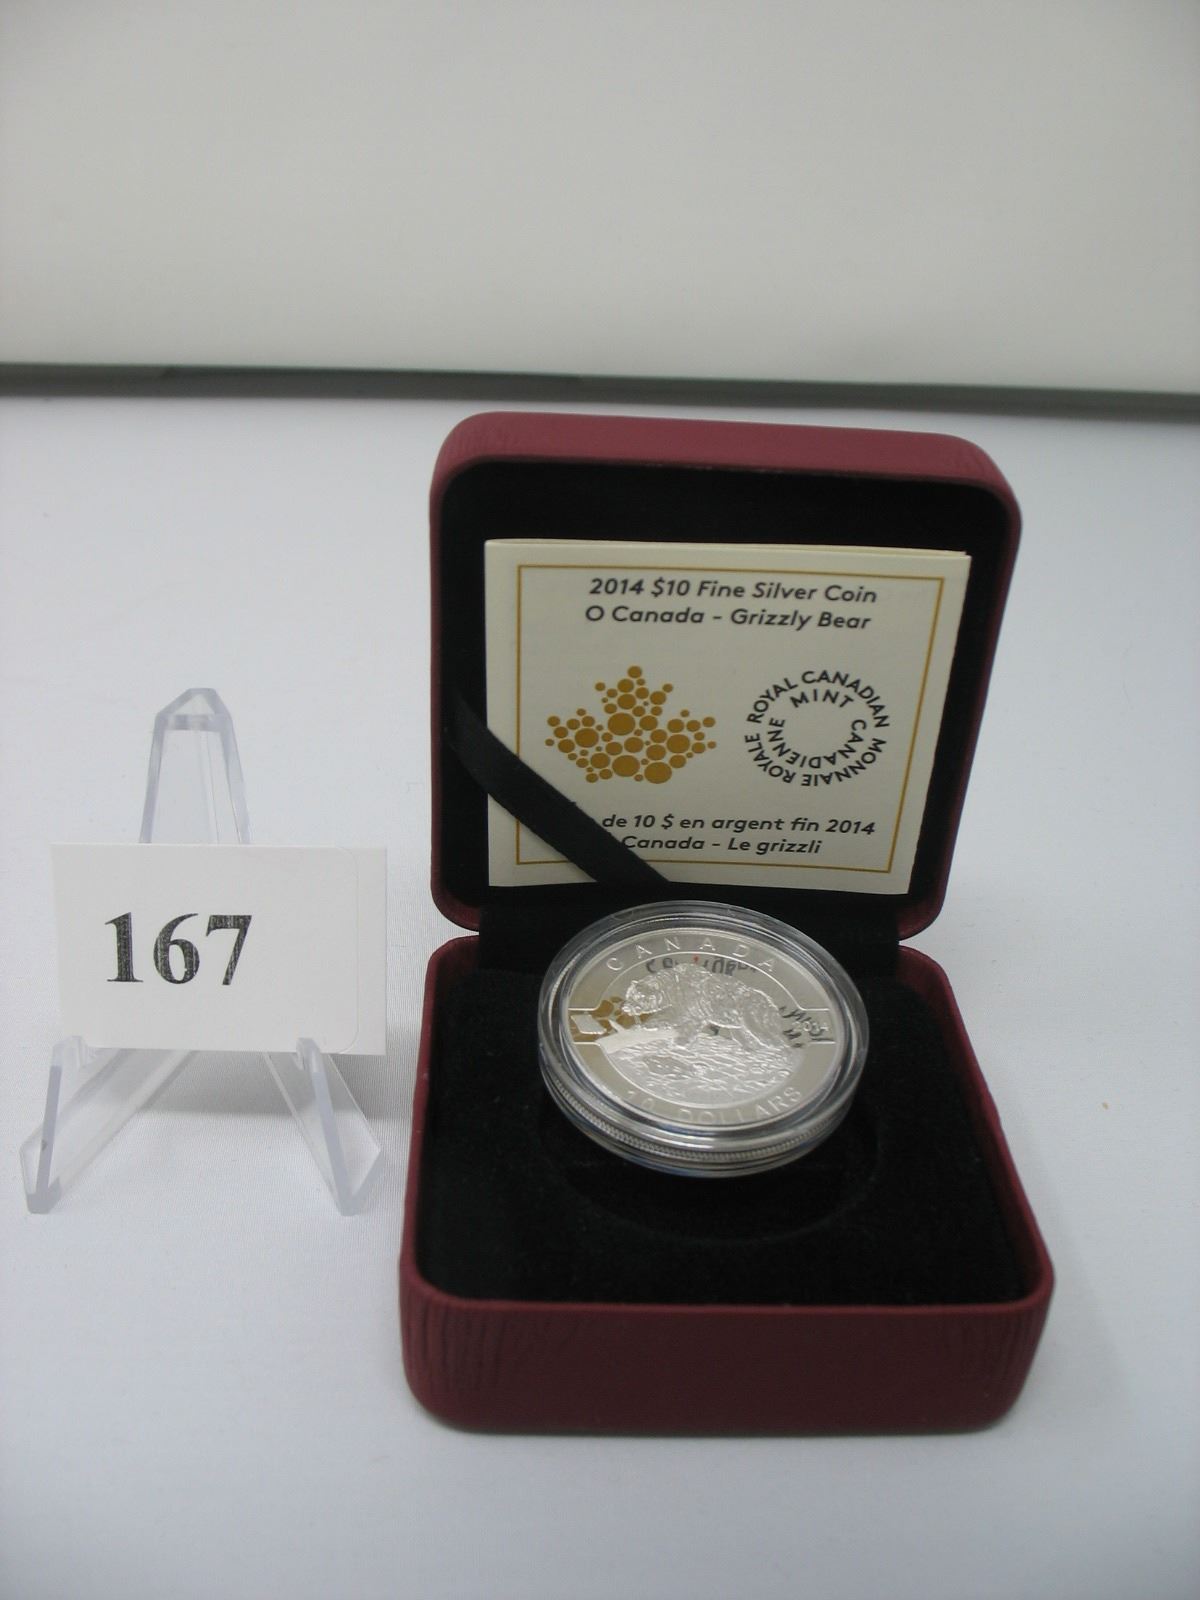 2014 $10 Fine Silver Coin
O Canada – Grizzly Bear
ROYAL CANADIAN MINT
MONNAIE ROYALE CANADIENNE
de 10 $ en argent fin 2014
Canada – Le grizzli
167
CANADA
10 DOLLARS